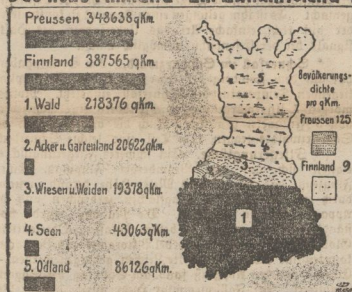 Preussen 348638 qKm.
Finnland 387565 qKm.
1. Wald 218376 qKm.
2. Acker u. Gartenland 20622 qKm.
3. Wiesen u. Weiden 19378 qKm.
4. Seen 43063 qKm.
5. Ödland 86126 qKm.
5
4
3
2
1
Bevölkerungs-
dichte
pro qKm.
Preussen 125
Finnland 9